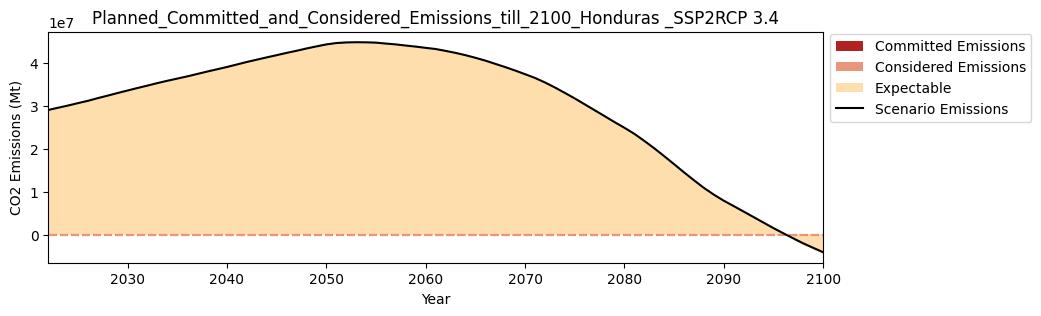 Planned_Committed_and_Considered_Emissions_till_2100_Honduras _SSP2RCP 3.4
1e7
4
3
2
1
0
CO2 Emissions (Mt)
2030 2040 2050 2060 2070 2080 2090 2100
Year
Committed Emissions
Considered Emissions
Expectable
Scenario Emissions